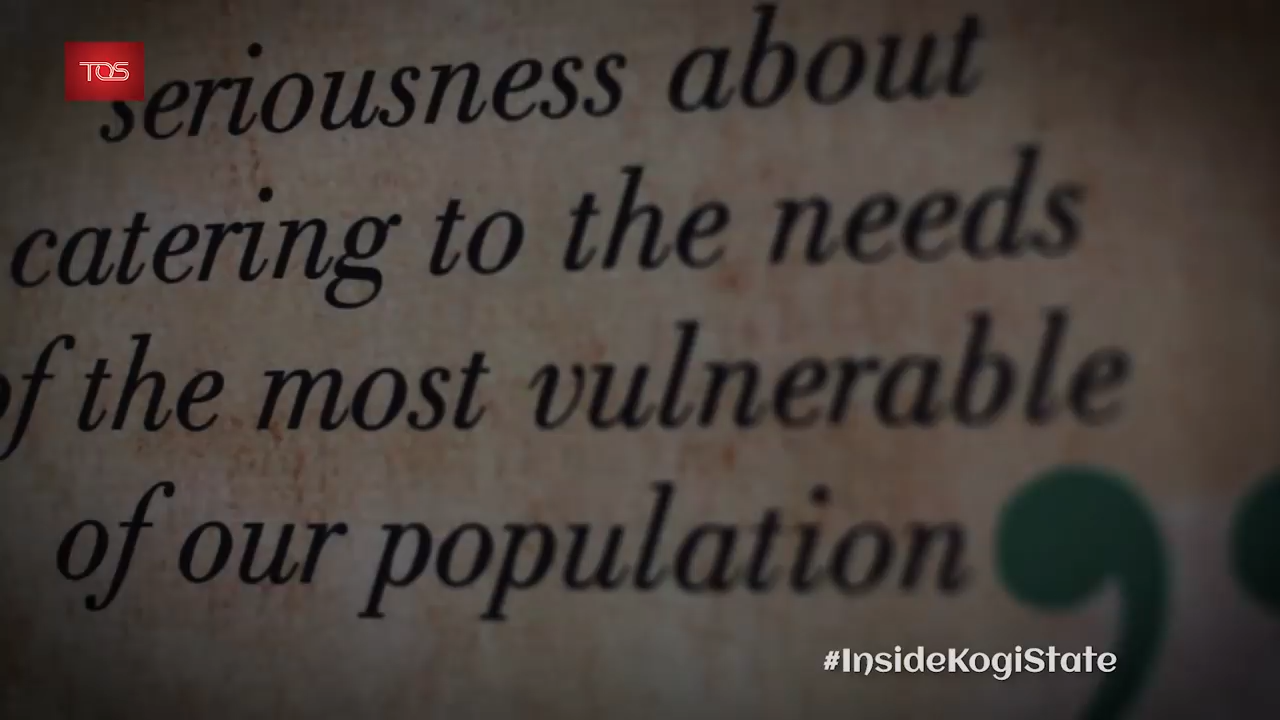 TOS
seriousness about
catering to the needs
of the most vulnerable
of our population
#InsideKogiState